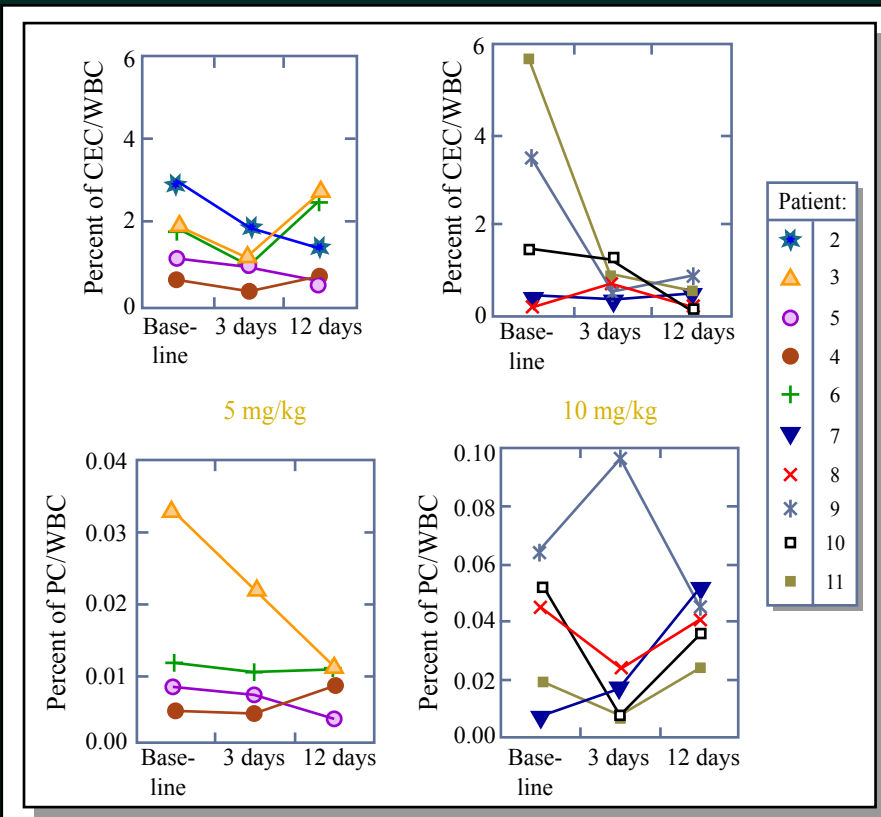 Percent of CEC/WBC
6
4
2
0
Base-
line
3 days
12 days
Percent of CEC/WBC
6
4
2
0
Base-
line
3 days
12 days
5 mg/kg
10 mg/kg
Percent of PC/WBC
0.04
0.03
0.02
0.01
0.00
Base-
line
3 days
12 days
Percent of PC/WBC
0.10
0.08
0.06
0.04
0.02
0.00
Base-
line
3 days
12 days
Patient:
2
3
5
4
6
7
8
9
10
11